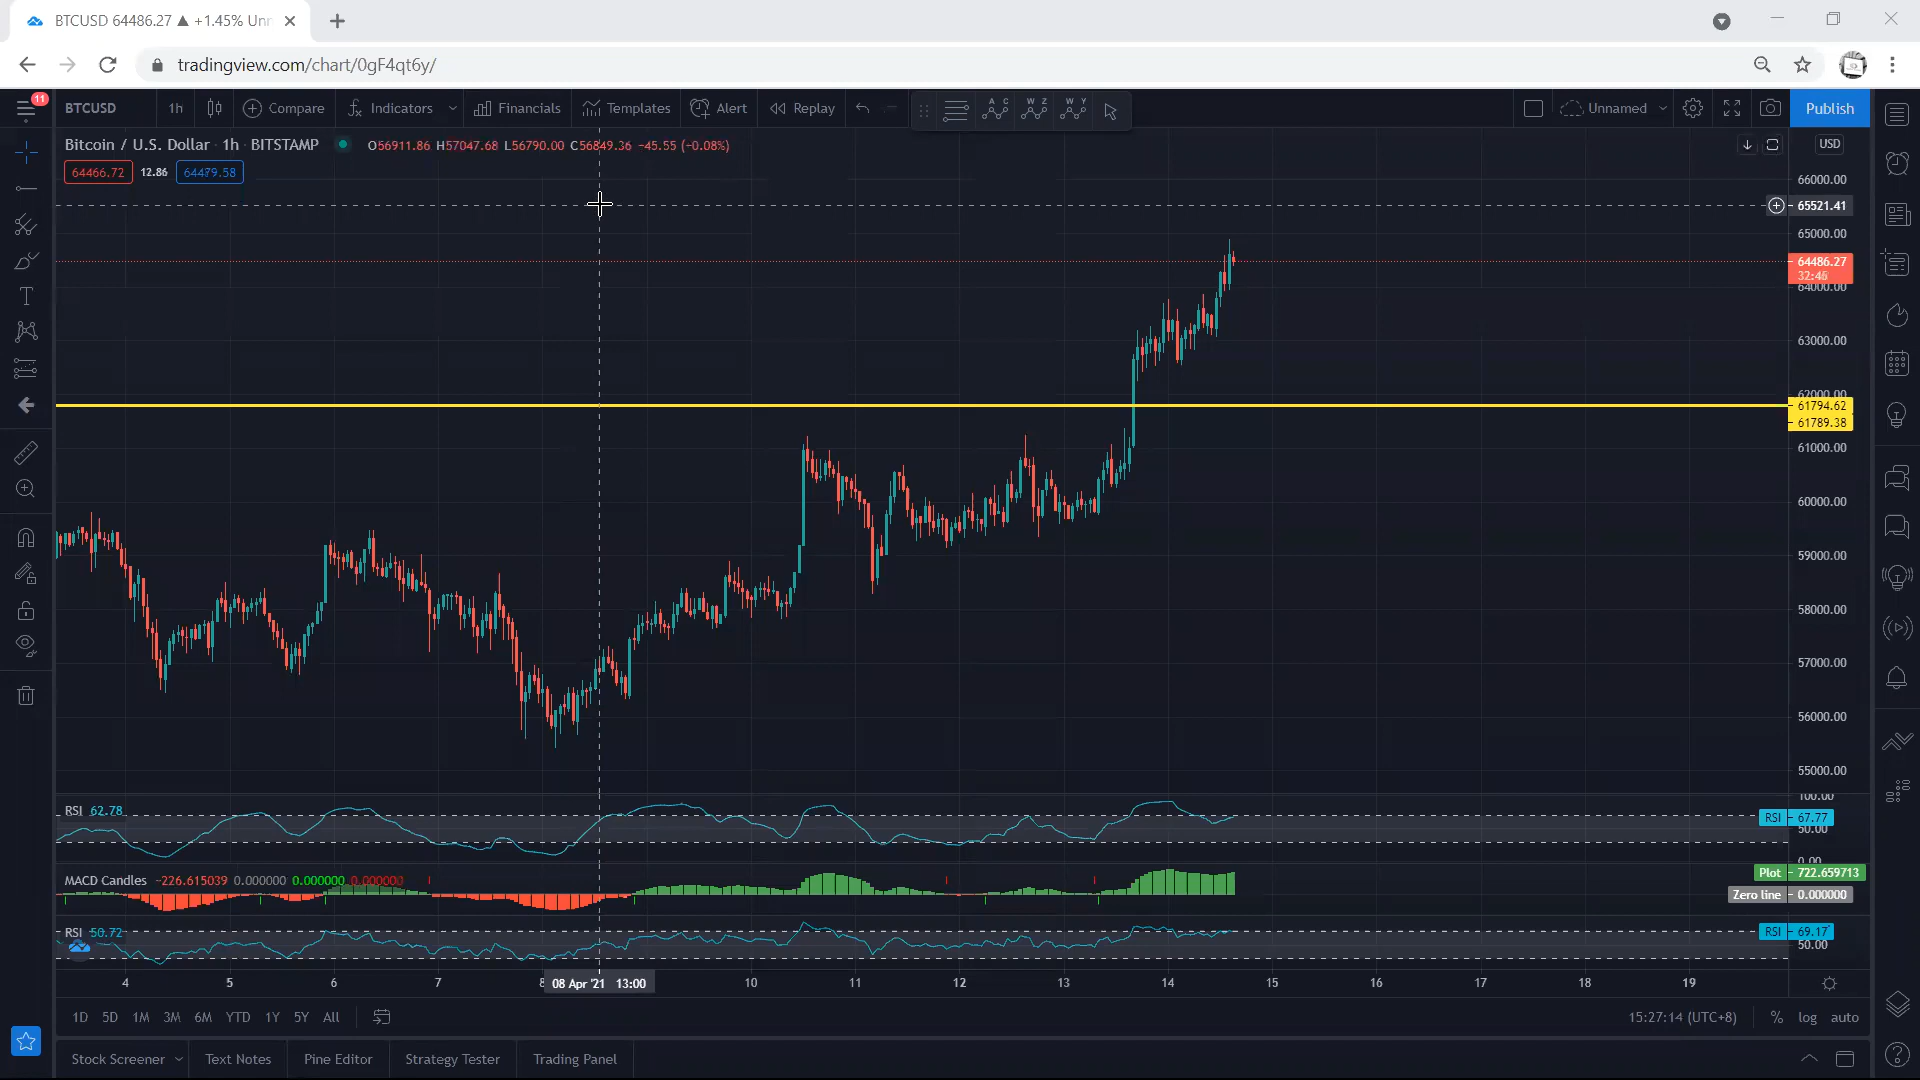 BTCUSD 64486.27 ▲ +1.45% Unn
tradingview.com/chart/0gF4qt6y/
11
BTCUSD 1h Compare Indicators Financials Templates Alert Replay A C W Z W Y Unnamed Publish
Bitcoin / U.S. Dollar · 1h · BITSTAMP O56911.86 H57047.68 L56790.00 C56849.36 −45.55 (−0.08%) USD
64466.72 12.86 64479.58
66000.00
65521.41
65000.00
64486.27
32:46
64000.00
63000.00
62000.00
61794.62
61789.38
61000.00
60000.00
59000.00
58000.00
57000.00
56000.00
55000.00
100.00
RSI 62.78
RSI 67.77
50.00
0.00
MACD Candles −226.615039 0.000000 0.000000 0.000000
Plot 722.659713
Zero line 0.000000
RSI 50.72
RSI 69.17
50.00
4 5 6 7 8 08 Apr '21 13:00 10 11 12 13 14 15 16 17 18 19
1D 5D 1M 3M 6M YTD 1Y 5Y All 15:27:14 (UTC+8) % log auto
Stock Screener Text Notes Pine Editor Strategy Tester Trading Panel